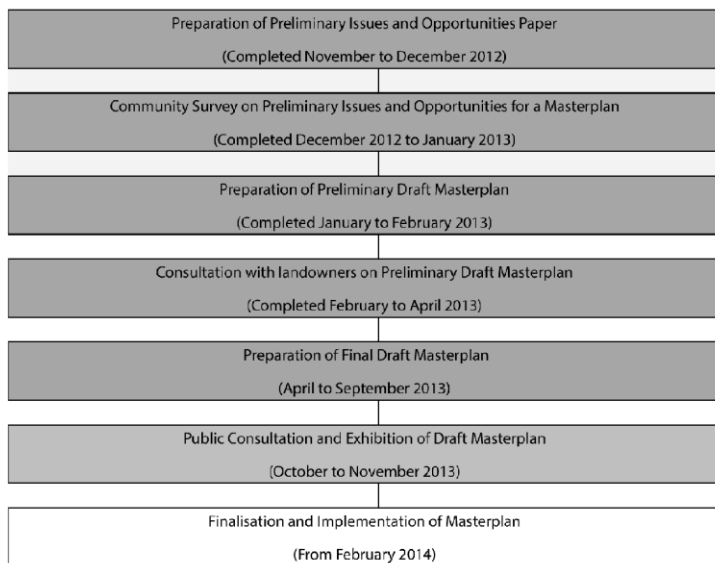 Preparation of Preliminary Issues and Opportunities Paper
(Completed November to December 2012)
Community Survey on Preliminary Issues and Opportunities for a Masterplan
(Completed December 2012 to January 2013)
Preparation of Preliminary Draft Masterplan
(Completed January to February 2013)
Consultation with landowners on Preliminary Draft Masterplan
(Completed February to April 2013)
Preparation of Final Draft Masterplan
(April to September 2013)
Public Consultation and Exhibition of Draft Masterplan
(October to November 2013)
Finalisation and Implementation of Masterplan
(From February 2014)